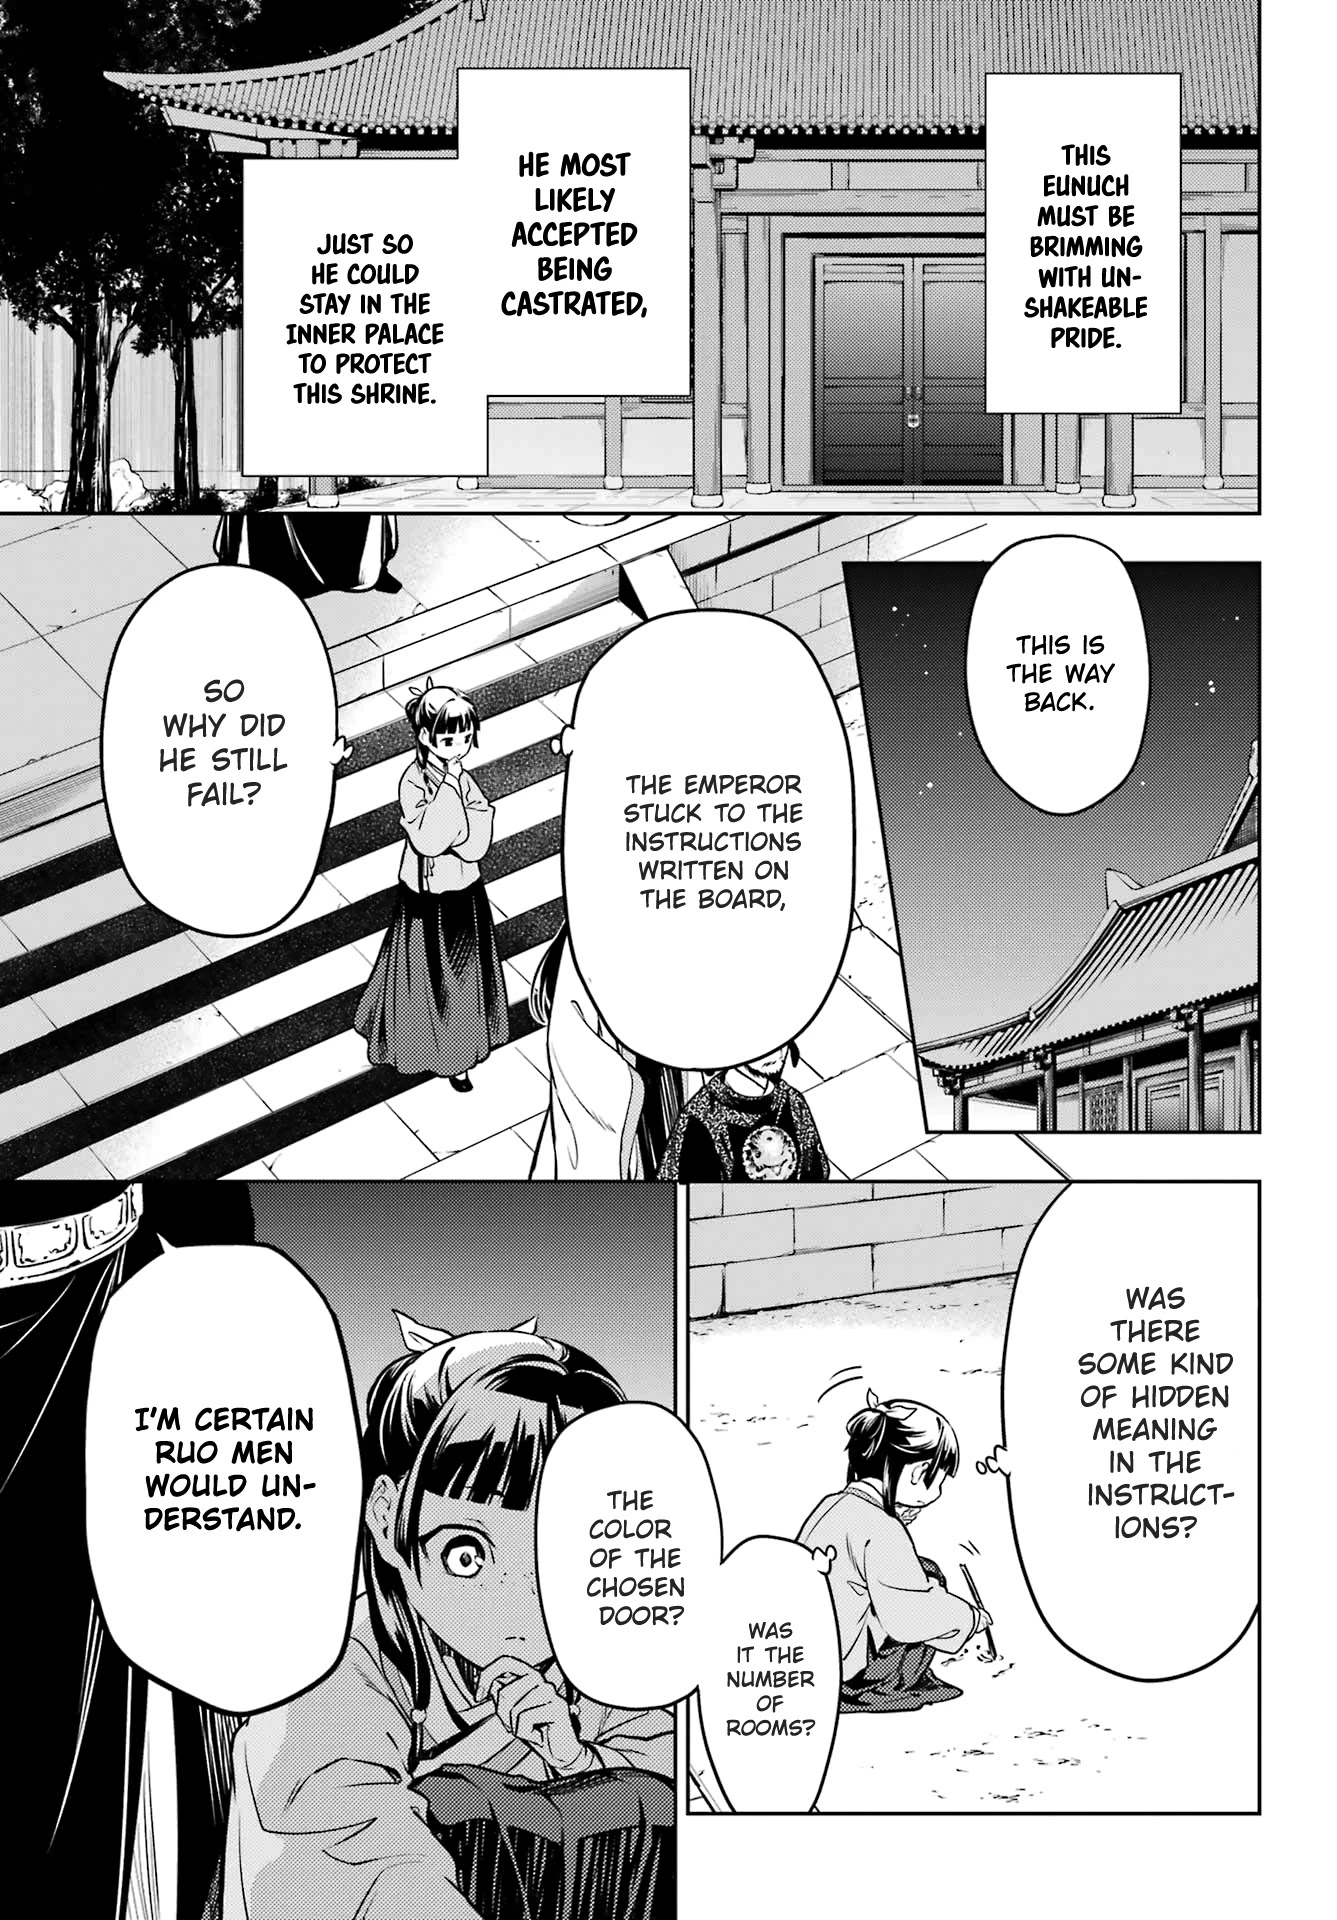 THIS
EUNUCH
MUST BE
BRIMMING
WITH UN-
SHAKEABLE
PRIDE.
HE MOST
LIKELY
ACCEPTED
BEING
CASTRATED,
JUST SO
HE COULD
STAY IN THE
INNER PALACE
TO PROTECT
THIS SHRINE.
THIS IS
THE WAY
BACK.
THE EMPEROR
STUCK TO THE
INSTRUCTIONS
WRITTEN ON
THE BOARD,
SO
WHY DID
HE STILL
FAIL?
WAS
THERE
SOME KIND
OF HIDDEN
MEANING
IN THE
INSTRUCT-
IONS?
WAS
IT THE
NUMBER
OF
ROOMS?
THE
COLOR
OF THE
CHOSEN
DOOR?
I'M CERTAIN
RUO MEN
WOULD UN-
DERSTAND.